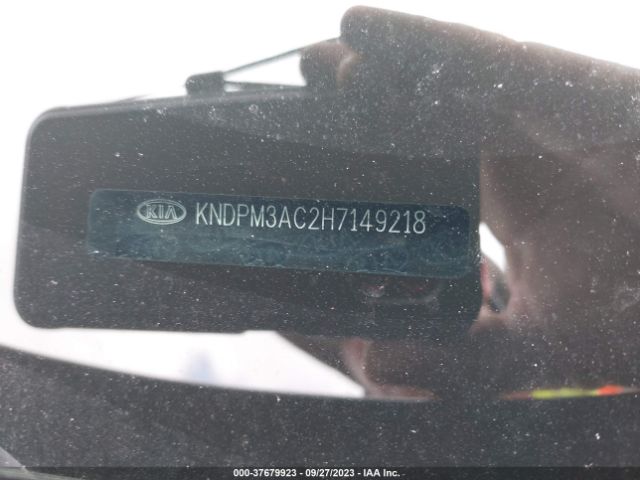 KIA KNDPM3AC2H7149218
000-37679923 - 09/27/2023 - IAA Inc.